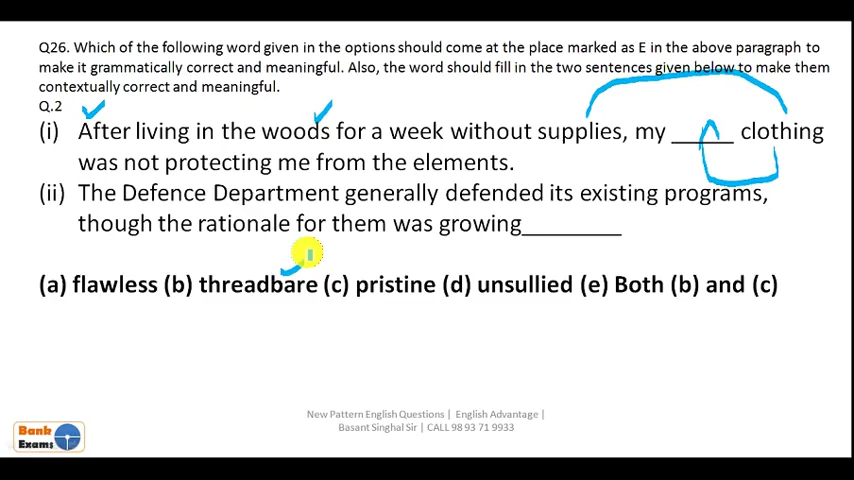 Q26. Which of the following word given in the options should come at the place marked as E in the above paragraph to
make it grammatically correct and meaningful. Also, the word should fill in the two sentences given below to make them
contextually correct and meaningful.
Q.2
(i) After living in the woods for a week without supplies, my _____ clothing
was not protecting me from the elements.
(ii) The Defence Department generally defended its existing programs,
though the rationale for them was growing________
(a) flawless (b) threadbare (c) pristine (d) unsullied (e) Both (b) and (c)
New Pattern English Questions | English Advantage |
Basant Singhal Sir | CALL 98 93 71 9933
Bank
Exams